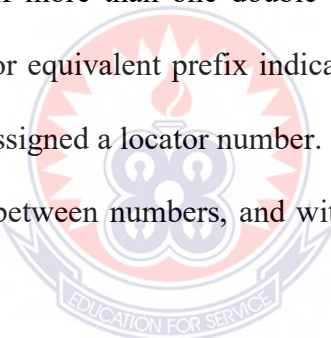 more than one double
or equivalent prefix indica
ssigned a locator number.
between numbers, and wit
EDUCATION FOR SERVICE